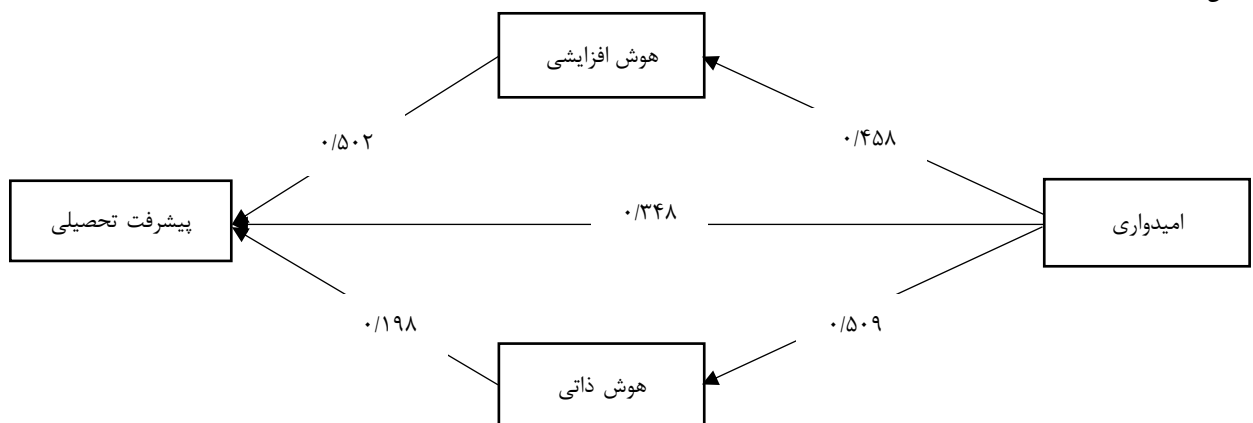 هوش افزایشی
۰/۵۰۲
۰/۴۵۸
پیشرفت تحصیلی
۰/۳۴۸
امیدواری
۰/۱۹۸
۰/۵۰۹
هوش ذاتی